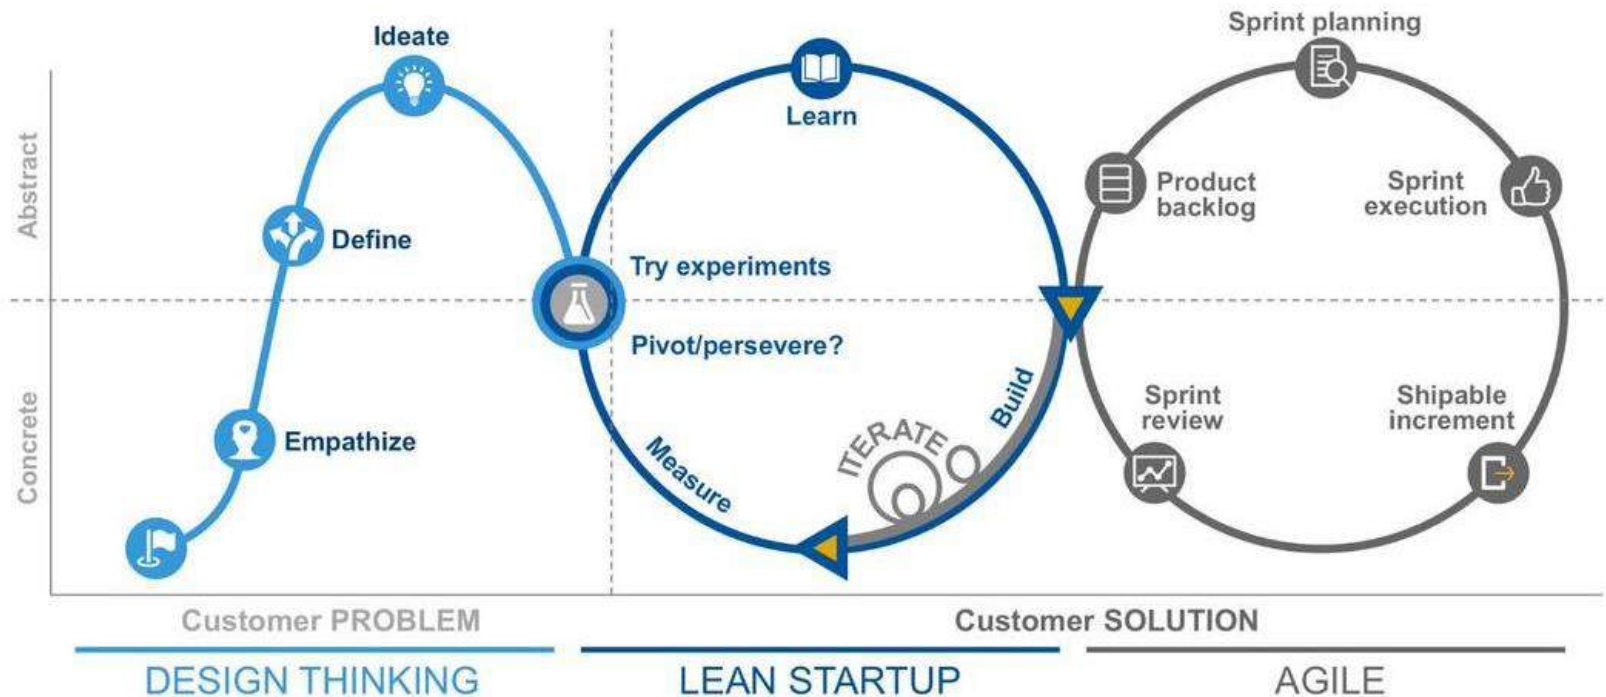 Ideate
Sprint planning
Learn
Abstract
Define
Product
backlog
Sprint
execution
Try experiments
Pivot/persevere?
Concrete
Empathize
Measure
ITERATE
Build
Sprint
review
Shipable
increment
Customer PROBLEM
Customer SOLUTION
DESIGN THINKING
LEAN STARTUP
AGILE